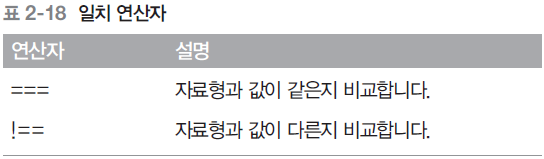 표 2-18 일치 연산자
연산자 설명
=== 자료형과 값이 같은지 비교합니다.
!== 자료형과 값이 다른지 비교합니다.